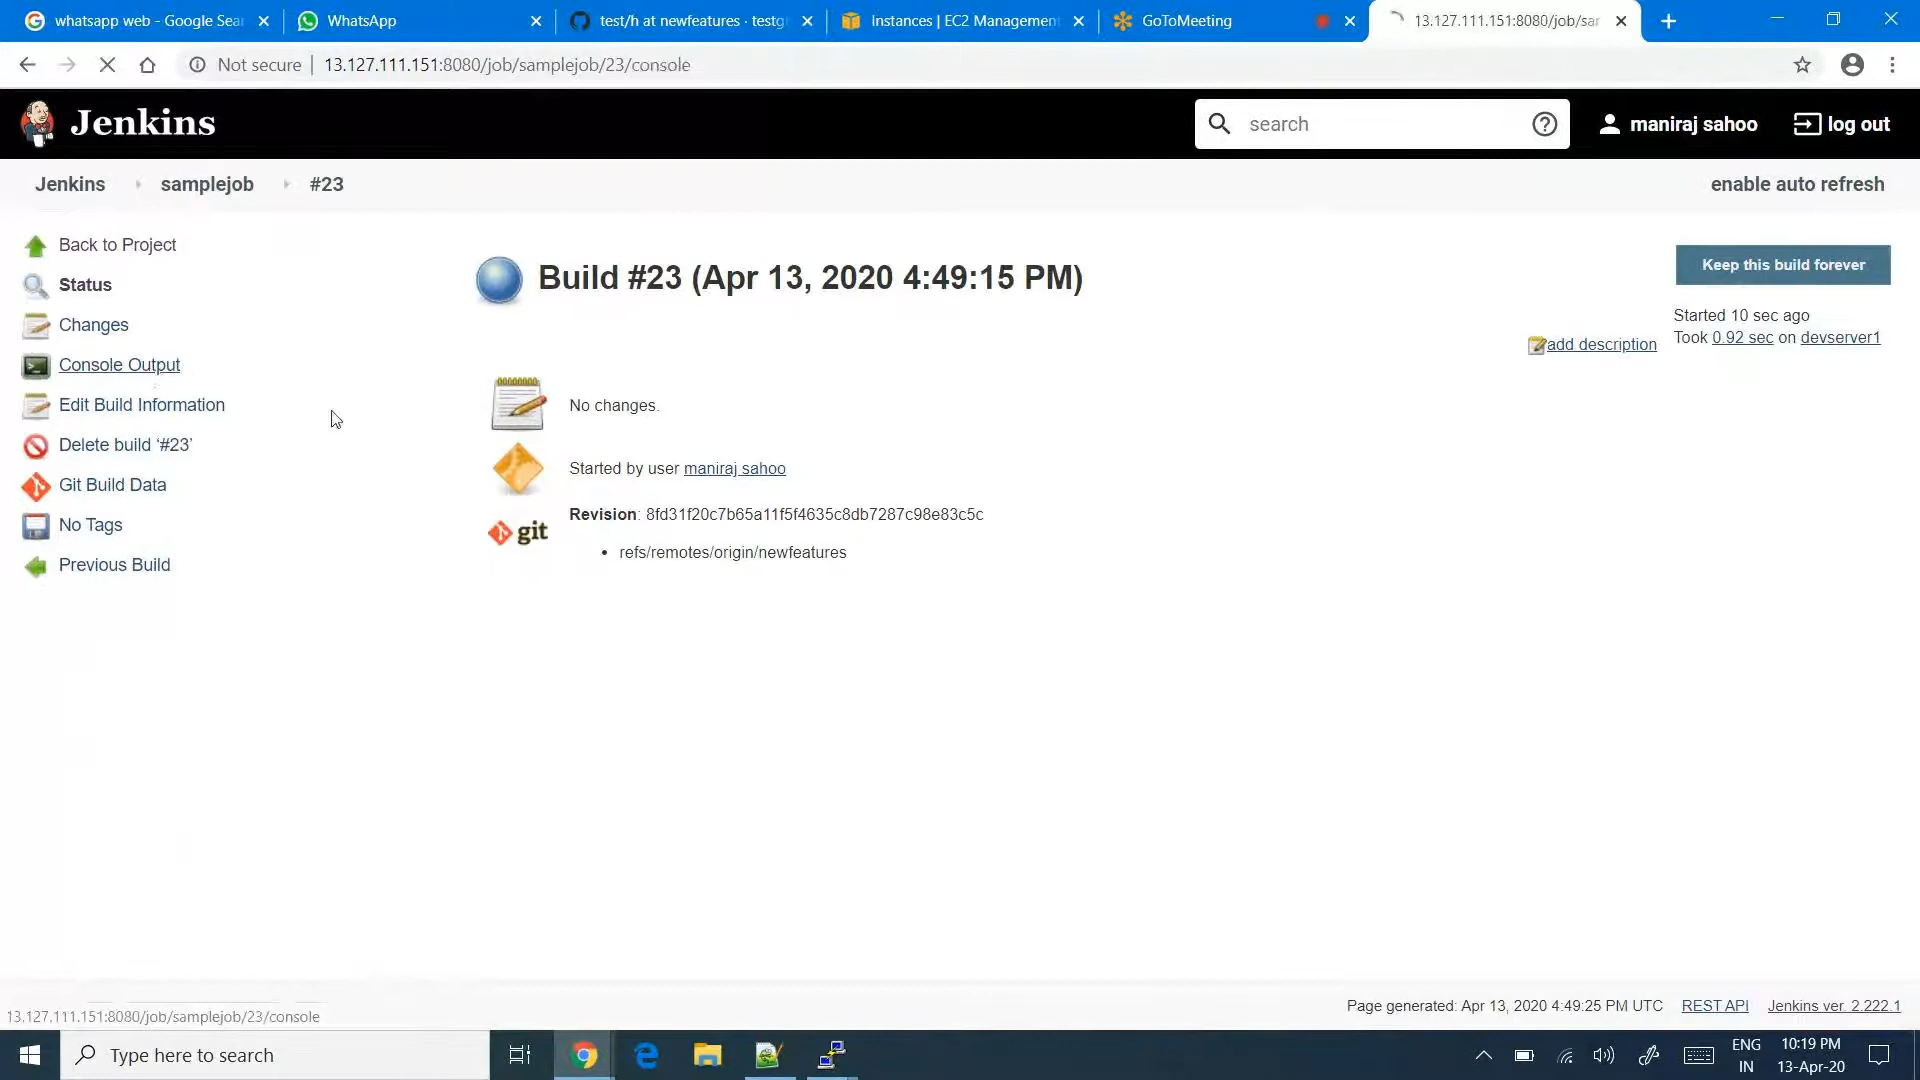 whatsapp web - Google Sear
WhatsApp
test/h at newfeatures · testg
Instances | EC2 Management
GoToMeeting
13.127.111.151:8080/job/sam
Not secure
13.127.111.151:8080/job/samplejob/23/console
Jenkins
search
maniraj sahoo
log out
Jenkins
samplejob
#23
enable auto refresh
Back to Project
Status
Changes
Console Output
Edit Build Information
Delete build ‘#23’
Git Build Data
No Tags
Previous Build
Build #23 (Apr 13, 2020 4:49:15 PM)
Keep this build forever
Started 10 sec ago
Took 0.92 sec on devserver1
add description
No changes.
Started by user maniraj sahoo
git
Revision: 8fd31f20c7b65a11f5f4635c8db7287c98e83c5c
refs/remotes/origin/newfeatures
Page generated: Apr 13, 2020 4:49:25 PM UTC
REST API
Jenkins ver. 2.222.1
13.127.111.151:8080/job/samplejob/23/console
Type here to search
ENG
IN
10:19 PM
13-Apr-20